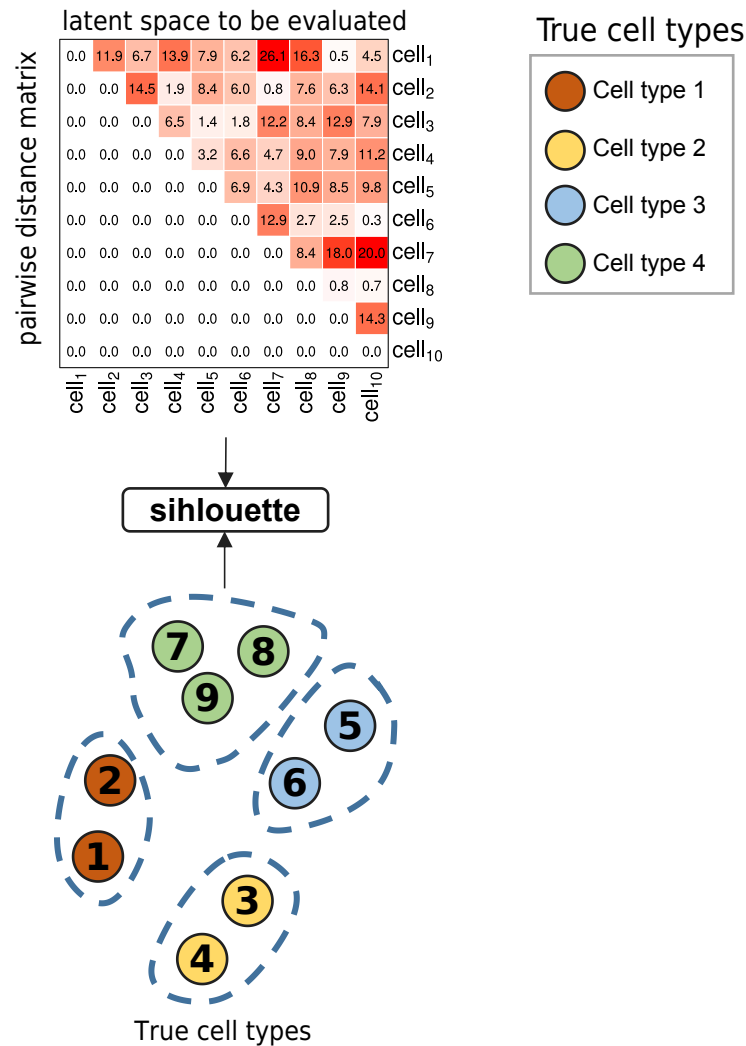 latent space to be evaluated
pairwise distance matrix
0.0 11.9 6.7 13.9 7.9 6.2 26.1 16.3 0.5 4.5 cell1
0.0 0.0 14.5 1.9 8.4 6.0 0.8 7.6 6.3 14.1 cell2
0.0 0.0 0.0 6.5 1.4 1.8 12.2 8.4 12.9 7.9 cell3
0.0 0.0 0.0 0.0 3.2 6.6 4.7 9.0 7.9 11.2 cell4
0.0 0.0 0.0 0.0 0.0 6.9 4.3 10.9 8.5 9.8 cell5
0.0 0.0 0.0 0.0 0.0 0.0 12.9 2.7 2.5 0.3 cell6
0.0 0.0 0.0 0.0 0.0 0.0 0.0 8.4 18.0 20.0 cell7
0.0 0.0 0.0 0.0 0.0 0.0 0.0 0.0 0.8 0.7 cell8
0.0 0.0 0.0 0.0 0.0 0.0 0.0 0.0 0.0 14.3 cell9
0.0 0.0 0.0 0.0 0.0 0.0 0.0 0.0 0.0 0.0 cell10
cell1 cell2 cell3 cell4 cell5 cell6 cell7 cell8 cell9 cell10
True cell types
Cell type 1
Cell type 2
Cell type 3
Cell type 4
sihlouette
7 8
9
5
2 6
1
3
4
True cell types